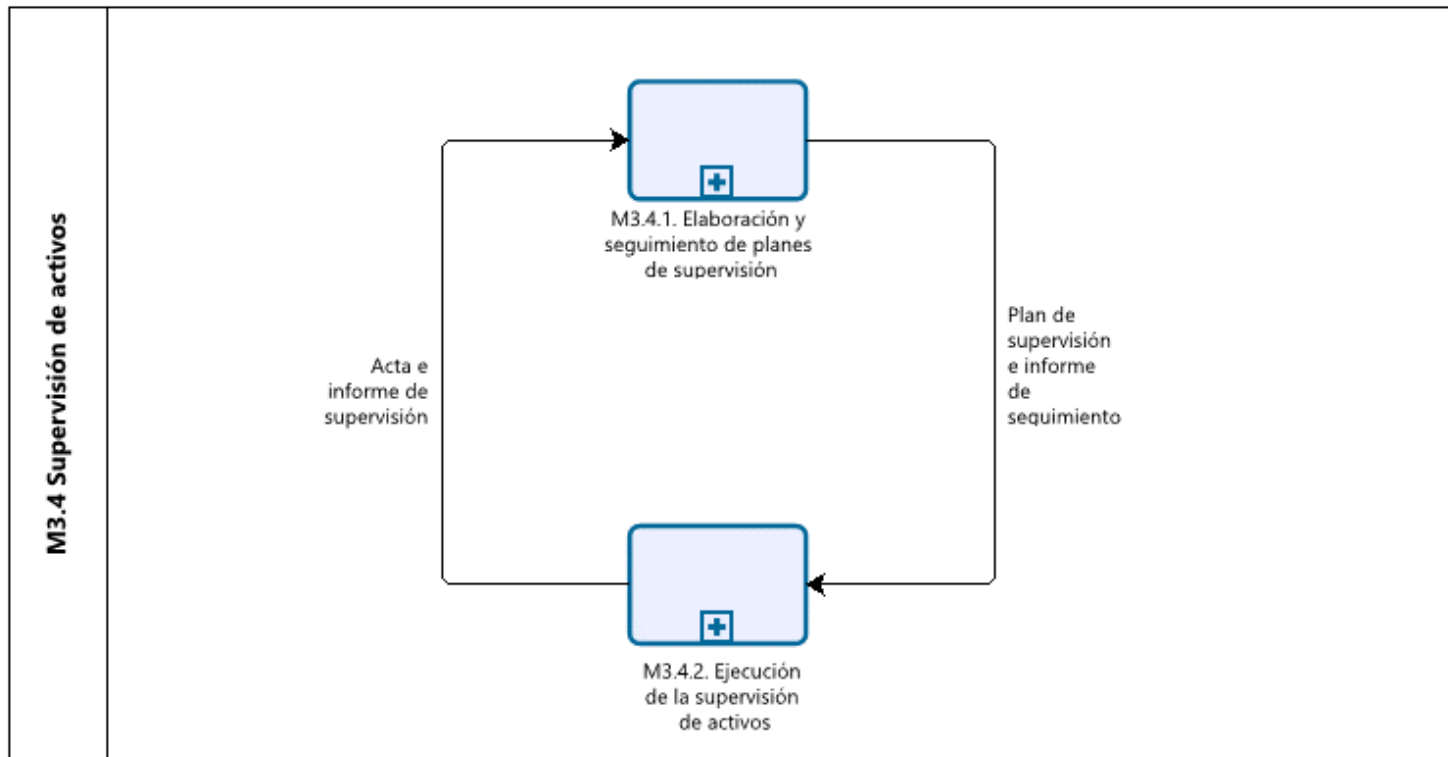 M3.4 Supervisión de activos
M3.4.1. Elaboración y
seguimiento de planes
de supervisión
Plan de
supervisión
e informe
de
seguimiento
Acta e
informe de
supervisión
M3.4.2. Ejecución
de la supervisión
de activos